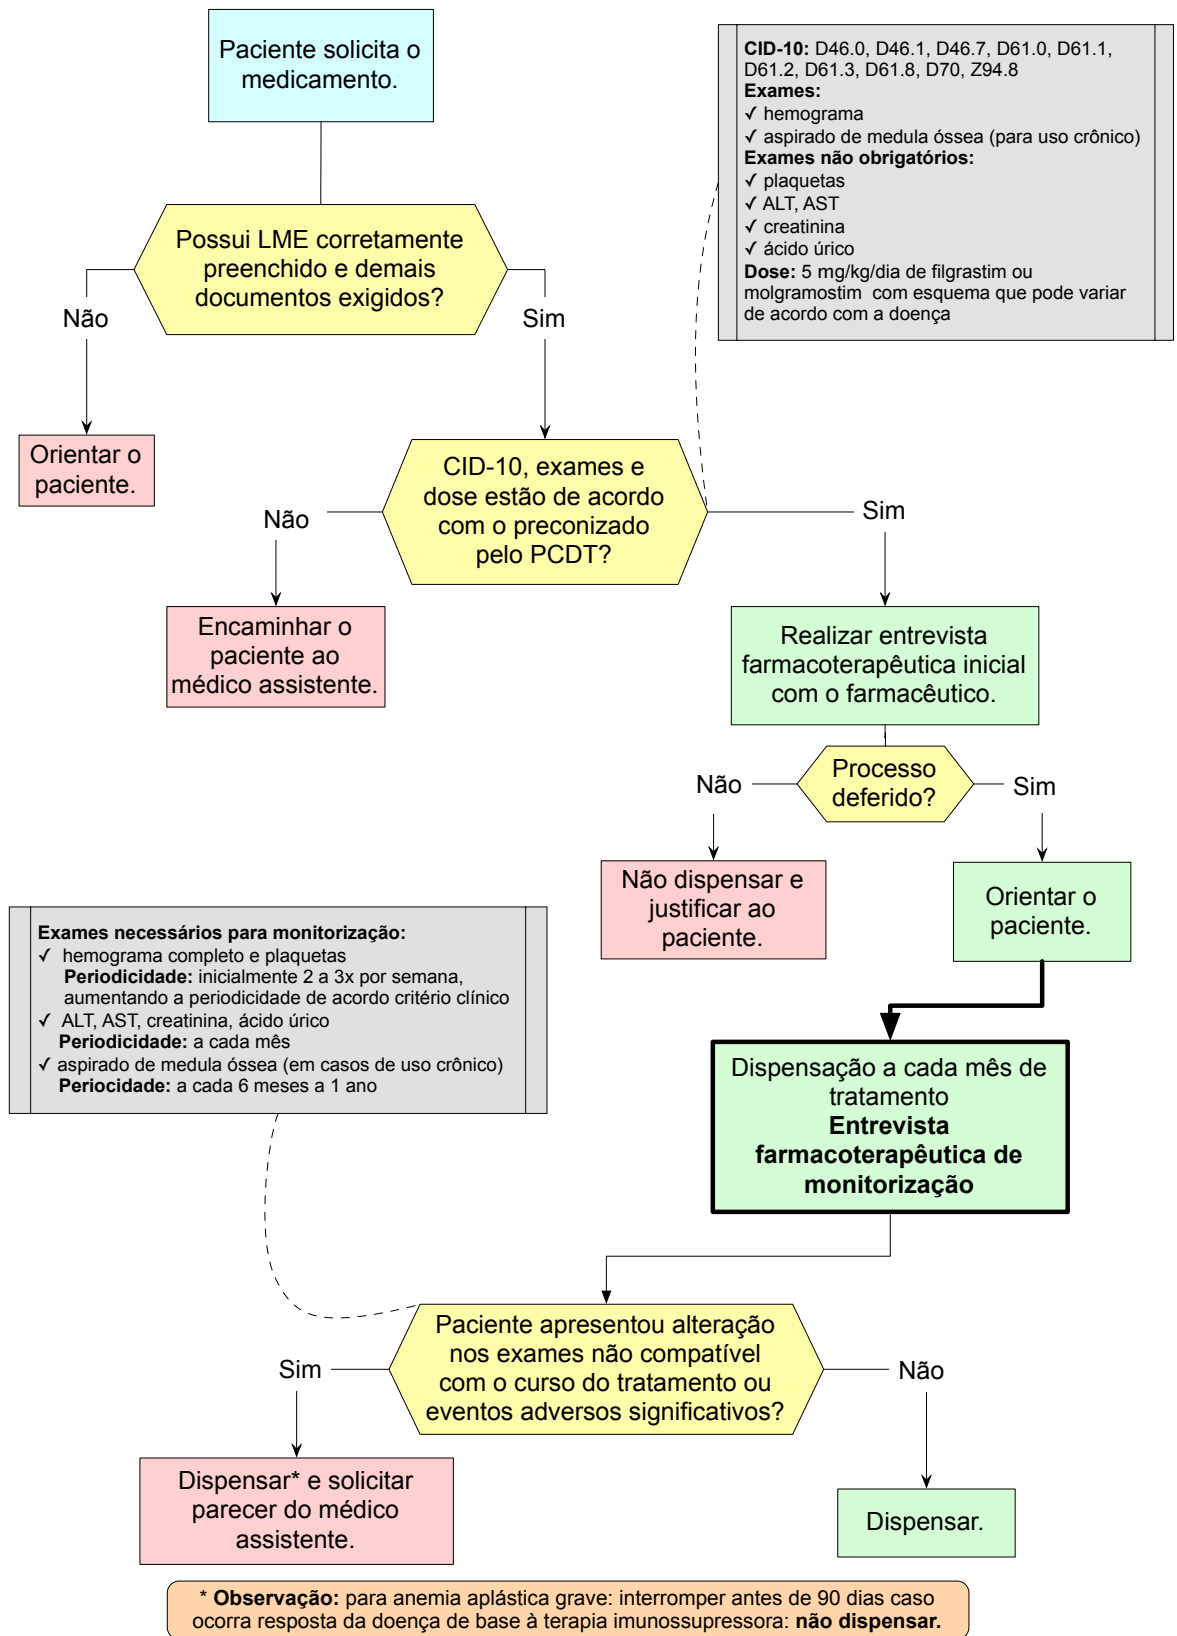 Paciente solicita o
medicamento.
CID-10: D46.0, D46.1, D46.7, D61.0, D61.1,
D61.2, D61.3, D61.8, D70, Z94.8
Exames:
✓ hemograma
✓ aspirado de medula óssea (para uso crônico)
Exames não obrigatórios:
✓ plaquetas
✓ ALT, AST
✓ creatinina
✓ ácido úrico
Dose: 5 mg/kg/dia de filgrastim ou
molgramostim com esquema que pode variar
de acordo com a doença
Possui LME corretamente
preenchido e demais
documentos exigidos?
Não
Sim
Orientar o
paciente.
CID-10, exames e
dose estão de acordo
com o preconizado
pelo PCDT?
Não
Sim
Encaminhar o
paciente ao
médico assistente.
Realizar entrevista
farmacoterapêutica inicial
com o farmacêutico.
Processo
deferido?
Não
Sim
Não dispensar e
justificar ao
paciente.
Orientar o
paciente.
Exames necessários para monitorização:
✓ hemograma completo e plaquetas
Periodicidade: inicialmente 2 a 3x por semana,
aumentando a periodicidade de acordo critério clínico
✓ ALT, AST, creatinina, ácido úrico
Periodicidade: a cada mês
✓ aspirado de medula óssea (em casos de uso crônico)
Periocidade: a cada 6 meses a 1 ano
Dispensação a cada mês de
tratamento
Entrevista
farmacoterapêutica de
monitorização
Paciente apresentou alteração
nos exames não compatível
com o curso do tratamento ou
eventos adversos significativos?
Sim
Não
Dispensar* e solicitar
parecer do médico
assistente.
Dispensar.
* Observação: para anemia aplástica grave: interromper antes de 90 dias caso
ocorra resposta da doença de base à terapia imunossupressora: não dispensar.